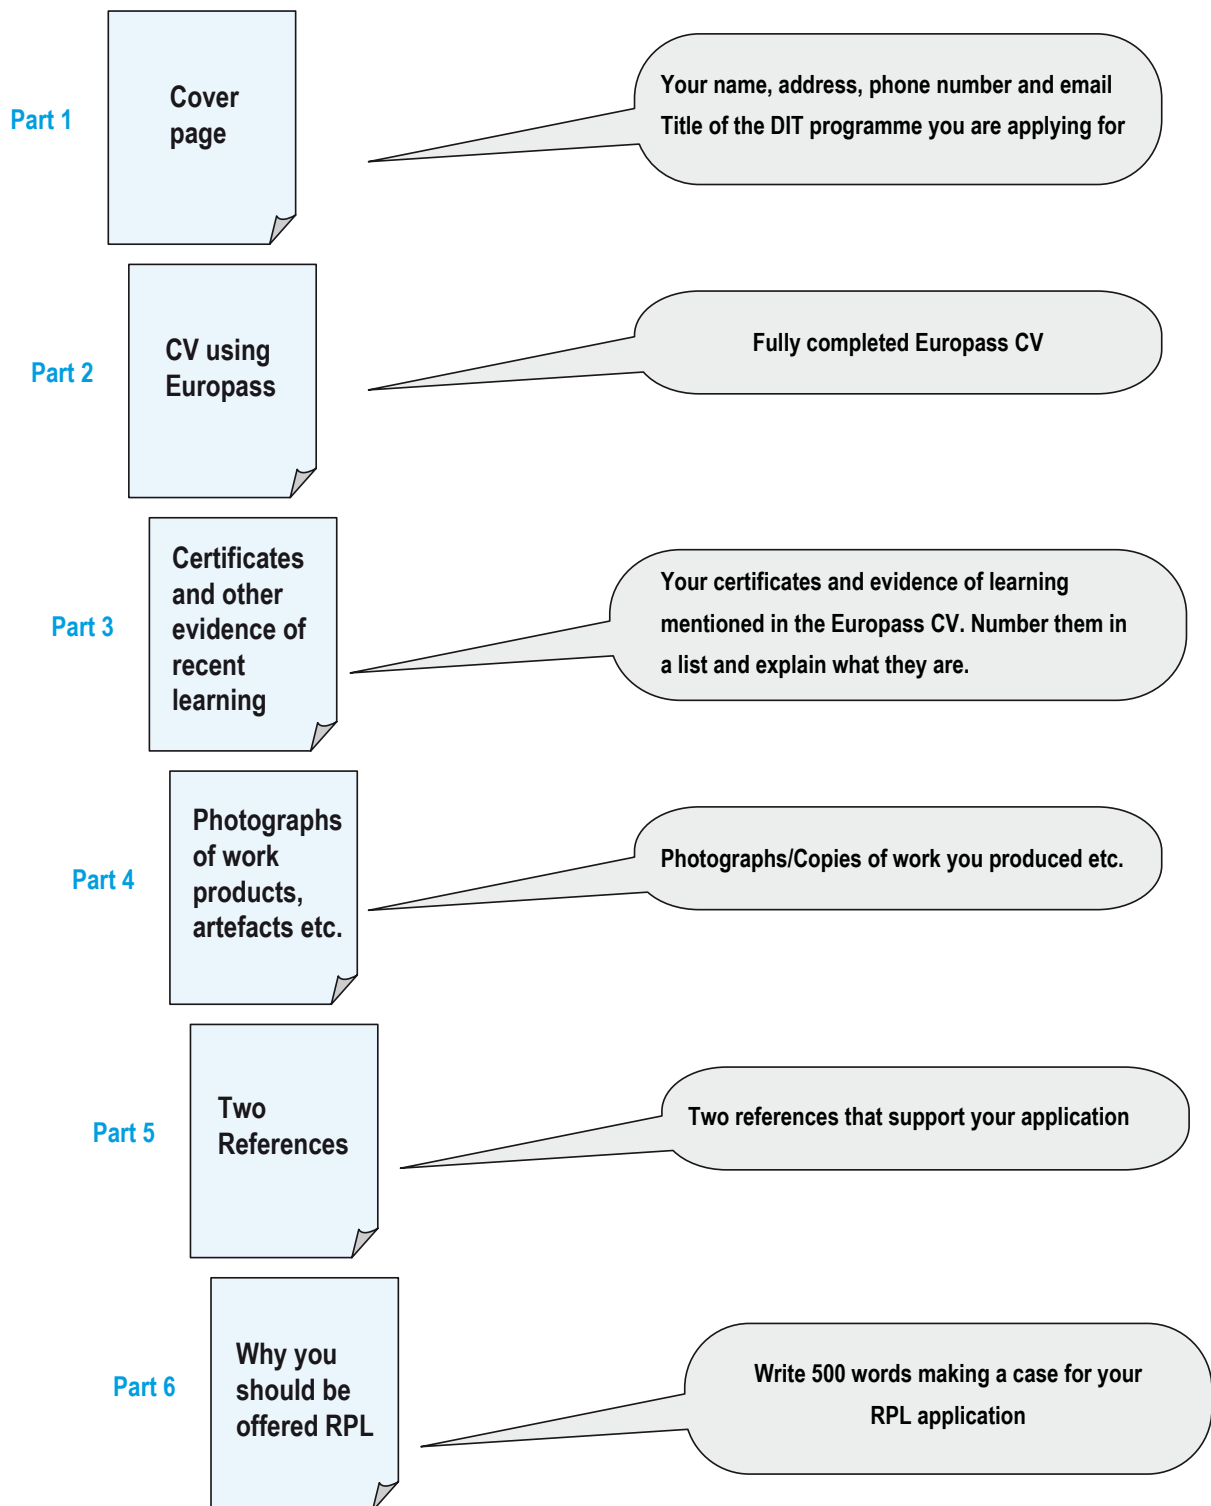 Part 1
Cover
page
Your name, address, phone number and email
Title of the DIT programme you are applying for
Part 2
CV using
Europass
Fully completed Europass CV
Part 3
Certificates
and other
evidence of
recent
learning
Your certificates and evidence of learning
mentioned in the Europass CV. Number them in
a list and explain what they are.
Part 4
Photographs
of work
products,
artefacts etc.
Photographs/Copies of work you produced etc.
Part 5
Two
References
Two references that support your application
Part 6
Why you
should be
offered RPL
Write 500 words making a case for your
RPL application